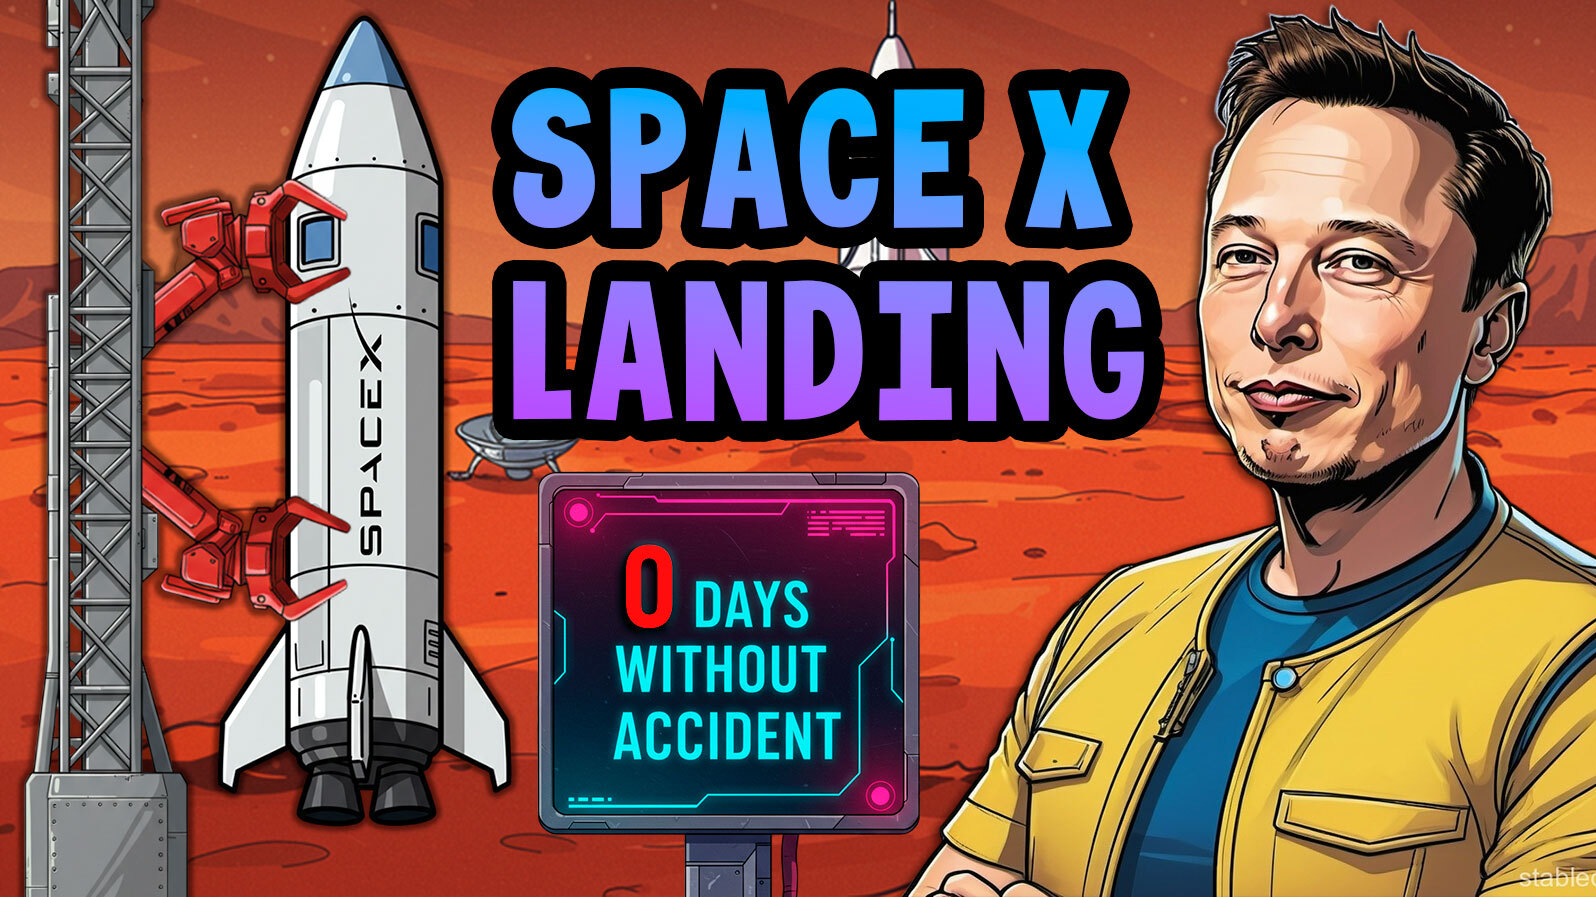 SPACE X
LANDING
SPACEX
0 DAYS
WITHOUT
ACCIDENT